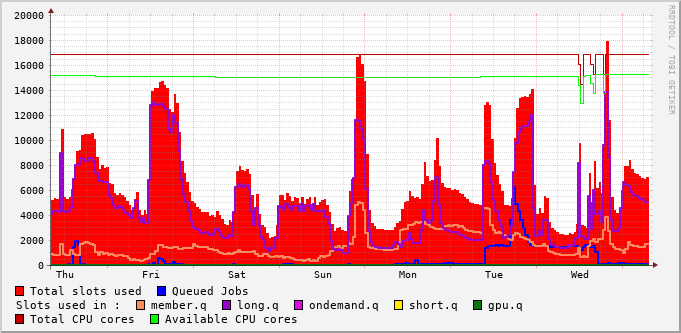 20000
18000
16000
14000
12000
10000
8000
6000
4000
2000
0
Thu Fri Sat Sun Mon Tue Wed
RRDTOOL / TOBI OETIKER
Total slots used Queued Jobs
Slots used in : member.q long.q ondemand.q short.q gpu.q
Total CPU cores Available CPU cores